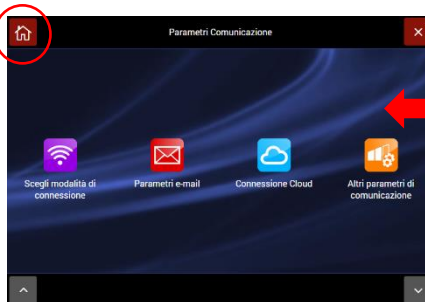 Parametri Comunicazione
Scegli modalità di
connessione
Parametri e-mail
Connessione Cloud
Altri parametri di
comunicazione